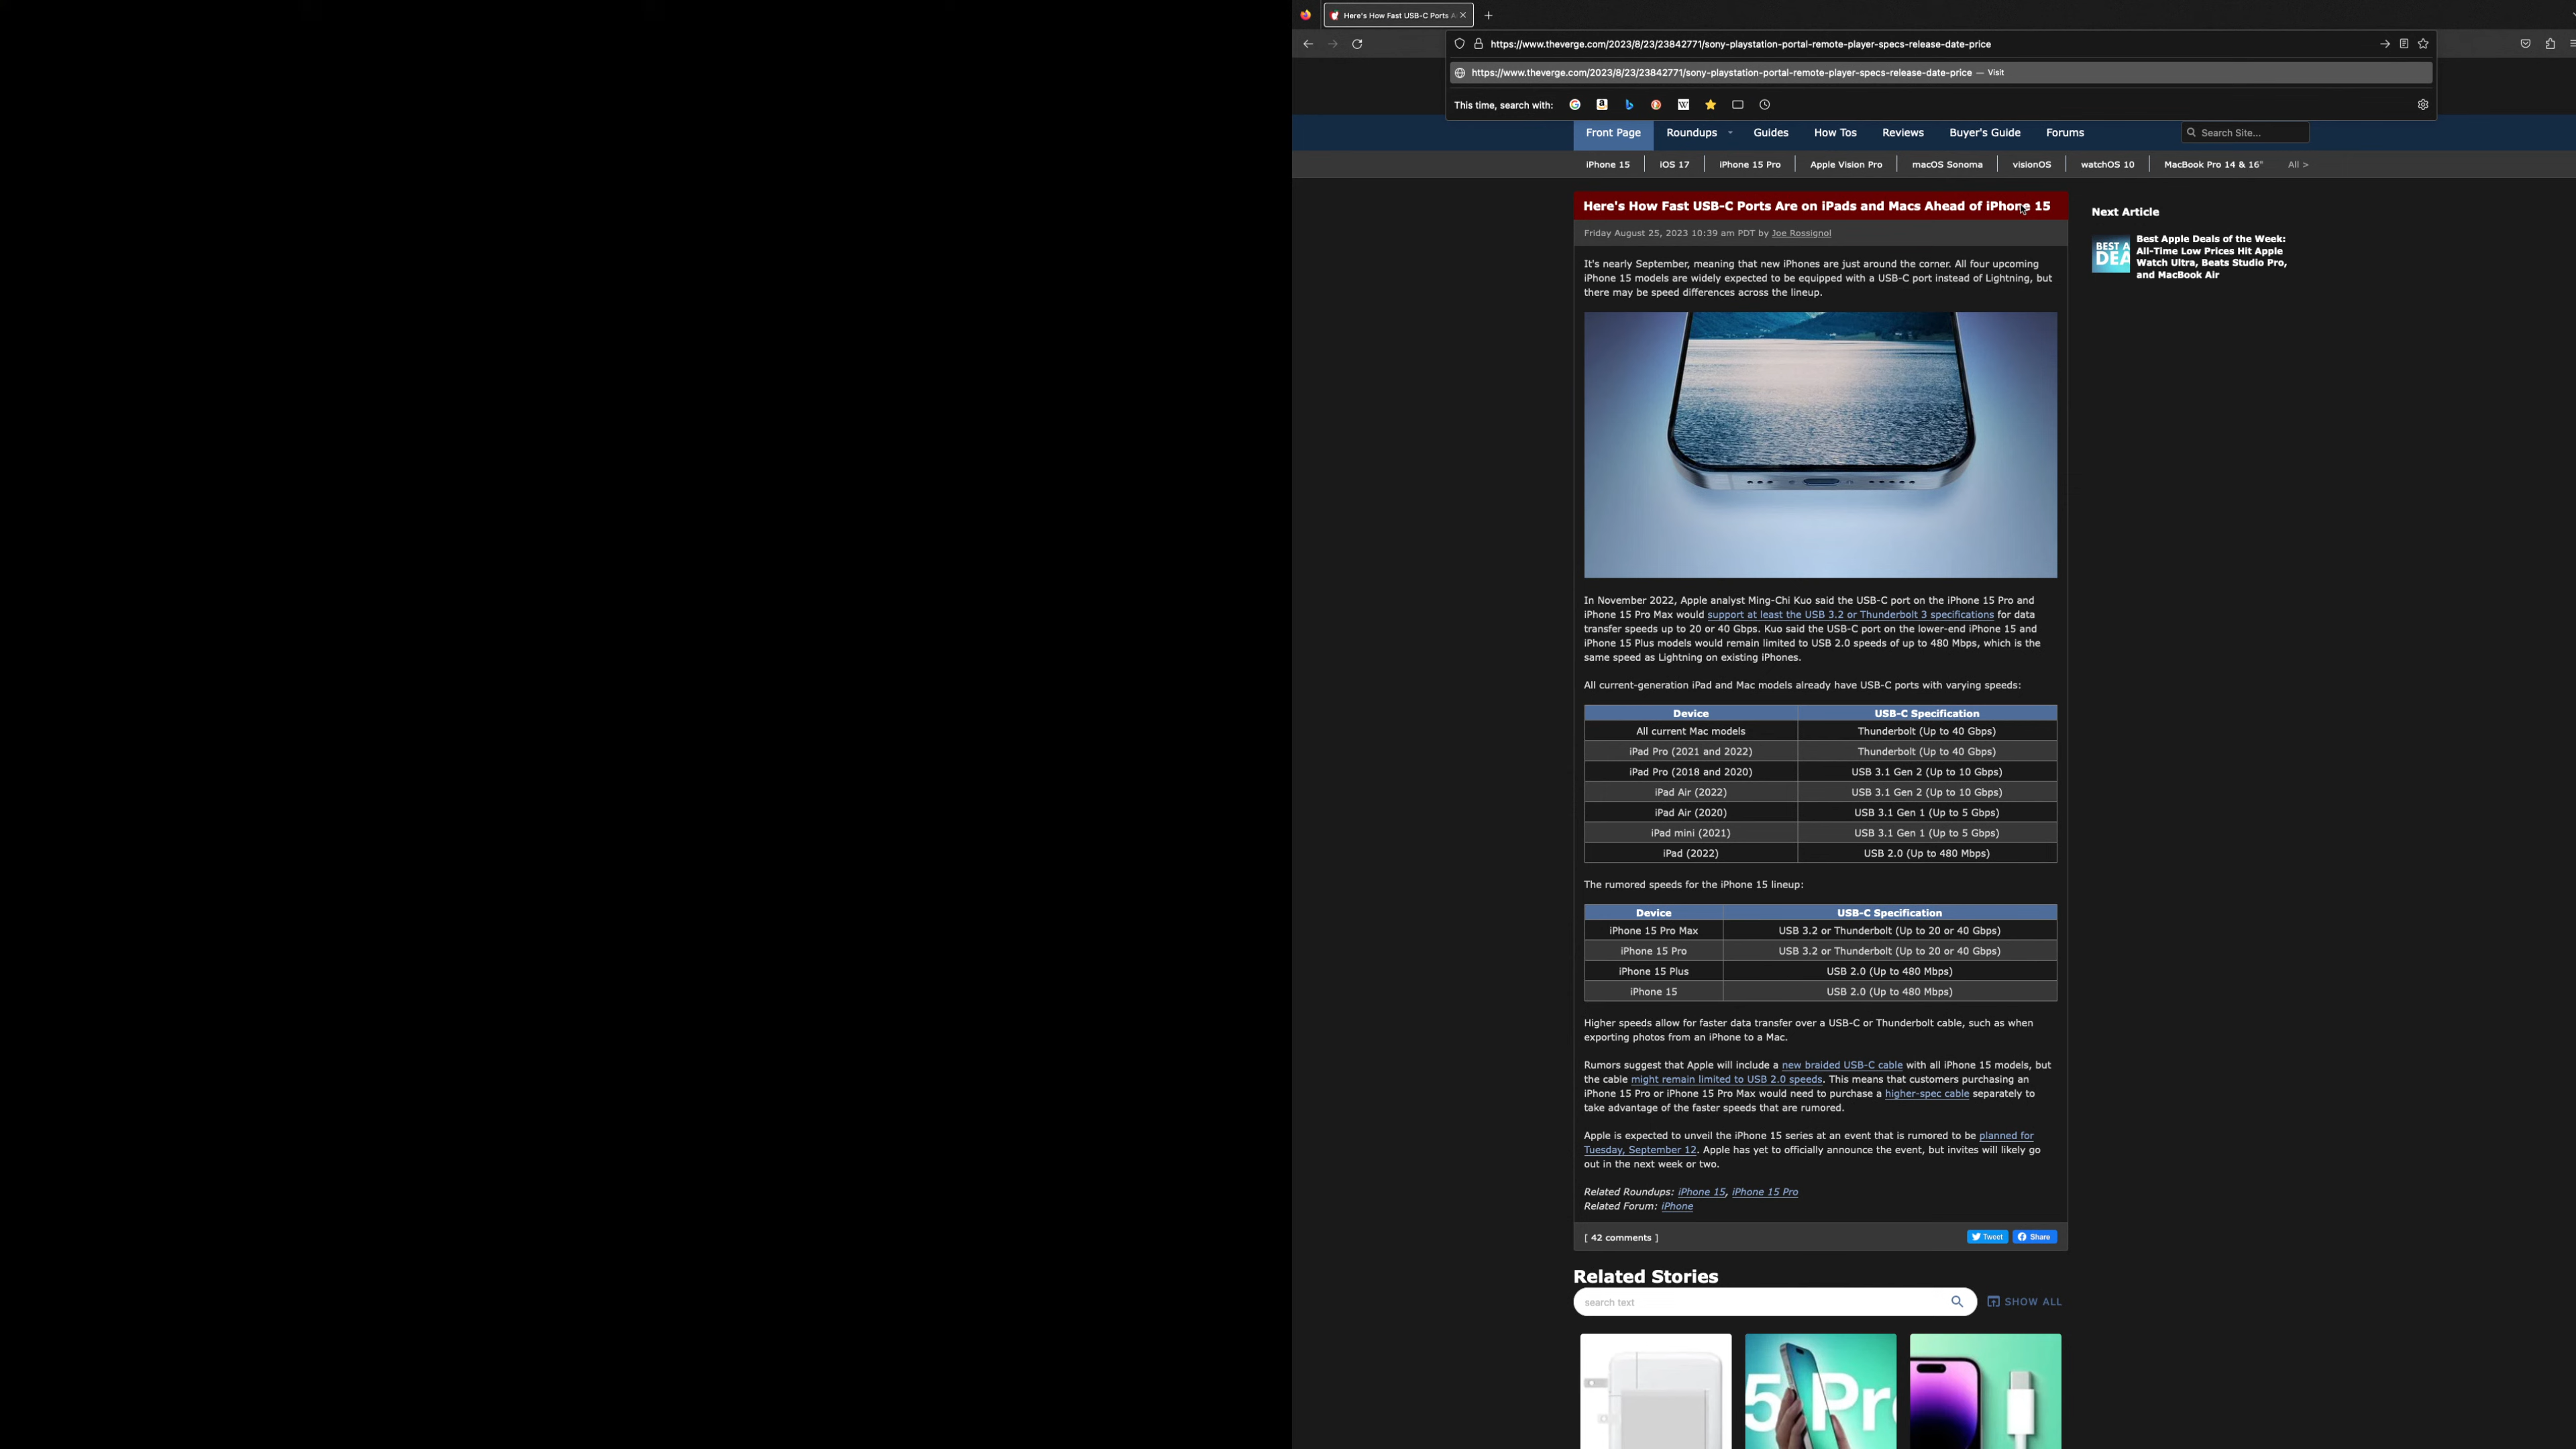 Here's How Fast USB-C Ports A
https://www.theverge.com/2023/8/23/23842771/sony-playstation-portal-remote-player-specs-release-date-price
https://www.theverge.com/2023/8/23/23842771/sony-playstation-portal-remote-player-specs-release-date-price — Visit
This time, search with:
Front Page Roundups Guides How Tos Reviews Buyer's Guide Forums Search Site...
iPhone 15 iOS 17 iPhone 15 Pro Apple Vision Pro macOS Sonoma visionOS watchOS 10 MacBook Pro 14 & 16" All >
Here's How Fast USB-C Ports Are on iPads and Macs Ahead of iPhone 15
Friday August 25, 2023 10:39 am PDT by Joe Rossignol
It's nearly September, meaning that new iPhones are just around the corner. All four upcoming
iPhone 15 models are widely expected to be equipped with a USB-C port instead of Lightning, but
there may be speed differences across the lineup.
In November 2022, Apple analyst Ming-Chi Kuo said the USB-C port on the iPhone 15 Pro and
iPhone 15 Pro Max would support at least the USB 3.2 or Thunderbolt 3 specifications for data
transfer speeds up to 20 or 40 Gbps. Kuo said the USB-C port on the lower-end iPhone 15 and
iPhone 15 Plus models would remain limited to USB 2.0 speeds of up to 480 Mbps, which is the
same speed as Lightning on existing iPhones.
All current-generation iPad and Mac models already have USB-C ports with varying speeds:
Device USB-C Specification
All current Mac models Thunderbolt (Up to 40 Gbps)
iPad Pro (2021 and 2022) Thunderbolt (Up to 40 Gbps)
iPad Pro (2018 and 2020) USB 3.1 Gen 2 (Up to 10 Gbps)
iPad Air (2022) USB 3.1 Gen 2 (Up to 10 Gbps)
iPad Air (2020) USB 3.1 Gen 1 (Up to 5 Gbps)
iPad mini (2021) USB 3.1 Gen 1 (Up to 5 Gbps)
iPad (2022) USB 2.0 (Up to 480 Mbps)
The rumored speeds for the iPhone 15 lineup:
Device USB-C Specification
iPhone 15 Pro Max USB 3.2 or Thunderbolt (Up to 20 or 40 Gbps)
iPhone 15 Pro USB 3.2 or Thunderbolt (Up to 20 or 40 Gbps)
iPhone 15 Plus USB 2.0 (Up to 480 Mbps)
iPhone 15 USB 2.0 (Up to 480 Mbps)
Higher speeds allow for faster data transfer over a USB-C or Thunderbolt cable, such as when
exporting photos from an iPhone to a Mac.
Rumors suggest that Apple will include a new braided USB-C cable with all iPhone 15 models, but
the cable might remain limited to USB 2.0 speeds. This means that customers purchasing an
iPhone 15 Pro or iPhone 15 Pro Max would need to purchase a higher-spec cable separately to
take advantage of the faster speeds that are rumored.
Apple is expected to unveil the iPhone 15 series at an event that is rumored to be planned for
Tuesday, September 12. Apple has yet to officially announce the event, but invites will likely go
out in the next week or two.
Related Roundups: iPhone 15, iPhone 15 Pro
Related Forum: iPhone
[ 42 comments ] Tweet Share
Related Stories
search text SHOW ALL
5 Pro
Next Article
BEST A
DEA
Best Apple Deals of the Week:
All-Time Low Prices Hit Apple
Watch Ultra, Beats Studio Pro,
and MacBook Air